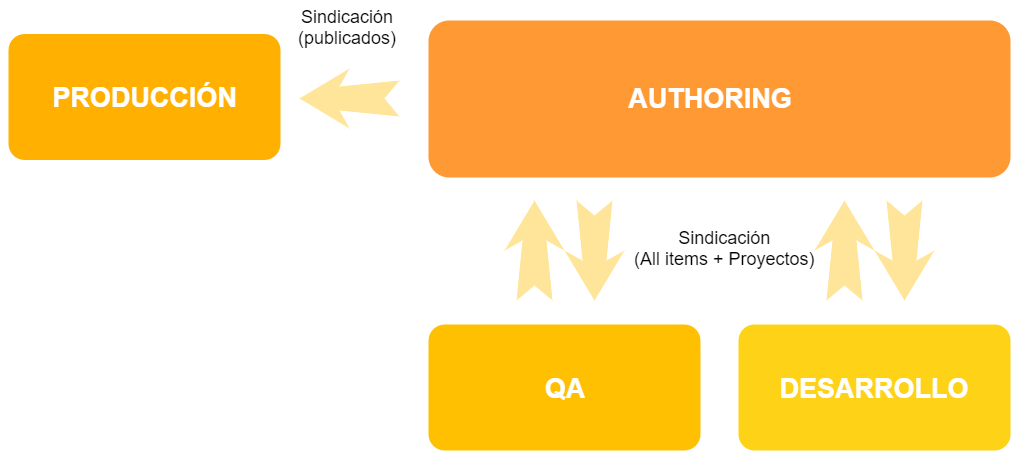 Sindicación
(publicados)
PRODUCCIÓN
AUTHORING
Sindicación
(All items + Proyectos)
QA
DESARROLLO